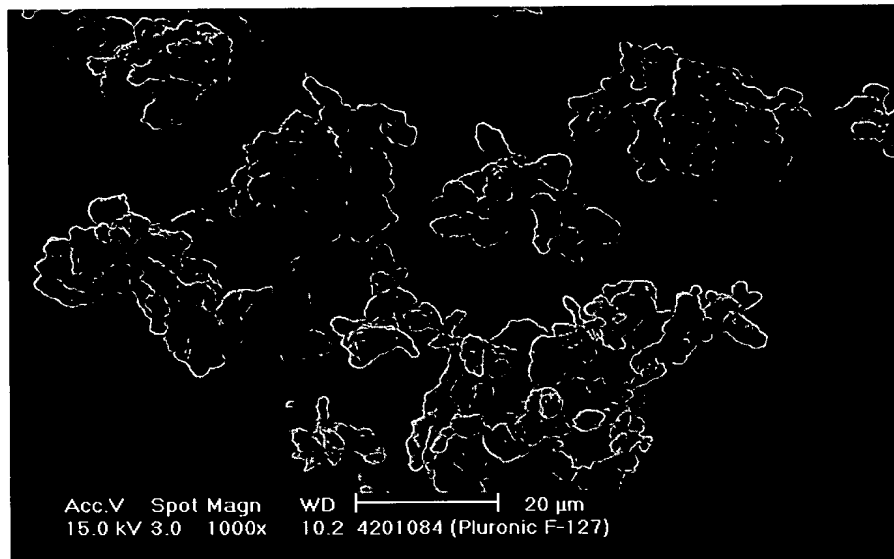 Acc.V Spot Magn WD 20 µm
15.0 kV 3.0 1000x 10.2 4201084 (Pluronic F-127)